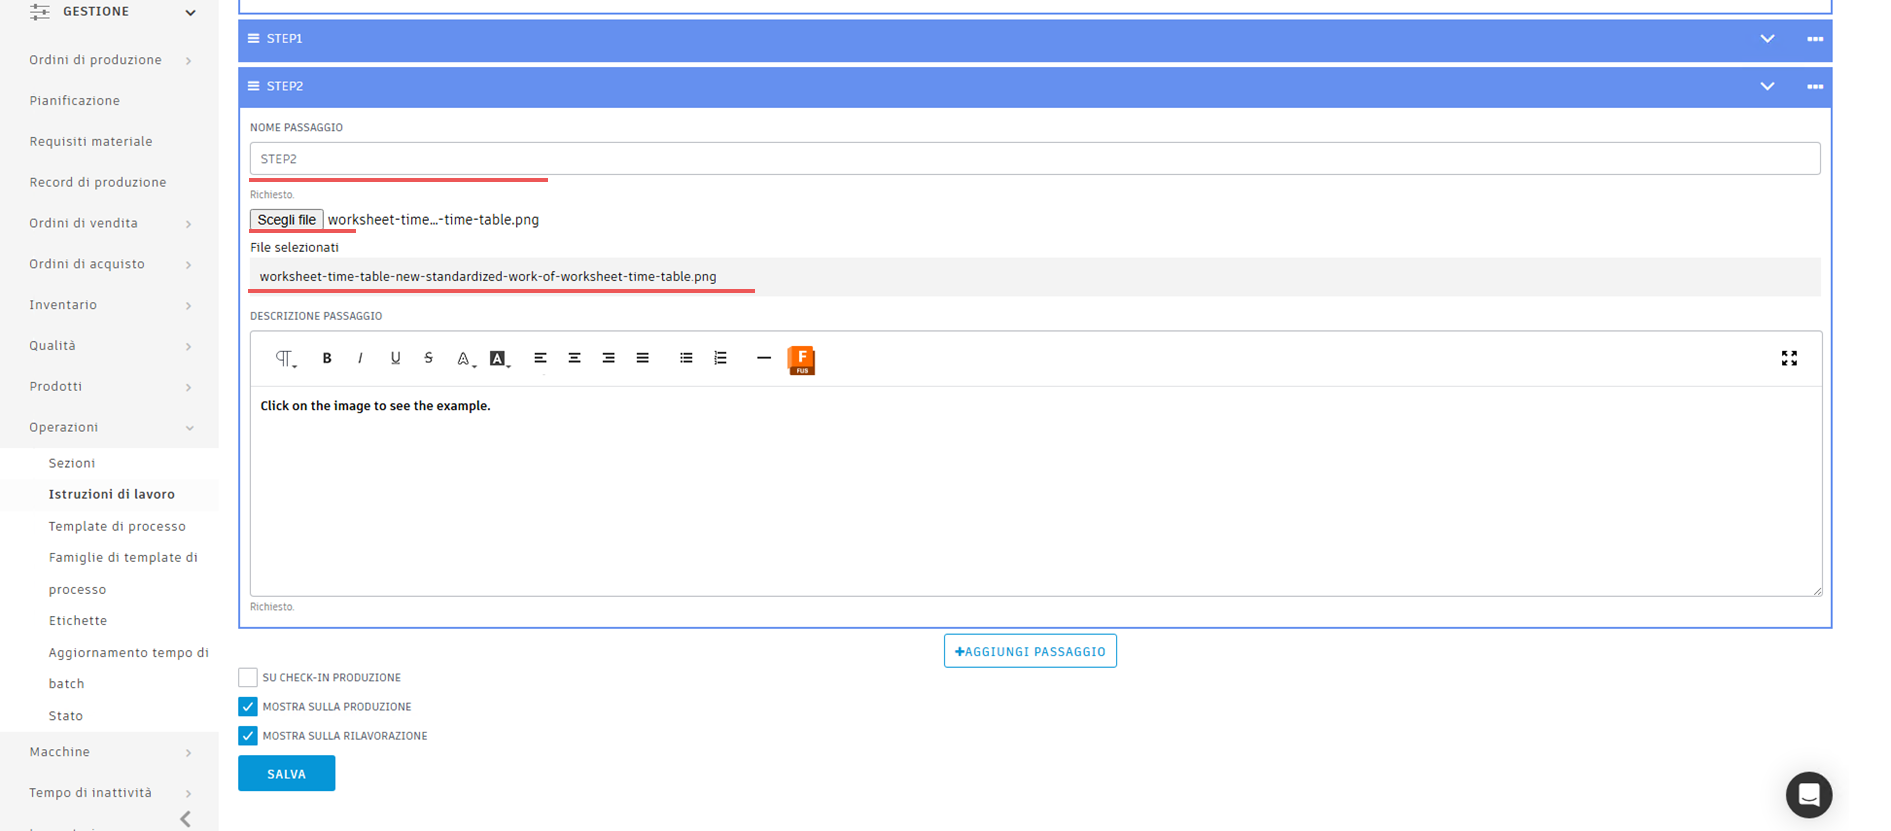 GESTIONE
Ordini di produzione
Pianificazione
Requisiti materiale
Record di produzione
Ordini di vendita
Ordini di acquisto
Inventario
Qualità
Prodotti
Operazioni
Sezioni
Istruzioni di lavoro
Template di processo
Famiglie di template di
processo
Etichette
Aggiornamento tempo di
batch
Stato
Macchine
Tempo di inattività
STEP1
STEP2
NOME PASSAGGIO
STEP2
Richiesto.
Scegli file worksheet-time...-time-table.png
File selezionati
worksheet-time-table-new-standardized-work-of-worksheet-time-table.png
DESCRIZIONE PASSAGGIO
B I U S A A F FUS
Click on the image to see the example.
Richiesto.
+AGGIUNGI PASSAGGIO
SU CHECK-IN PRODUZIONE
MOSTRA SULLA PRODUZIONE
MOSTRA SULLA RILAVORAZIONE
SALVA